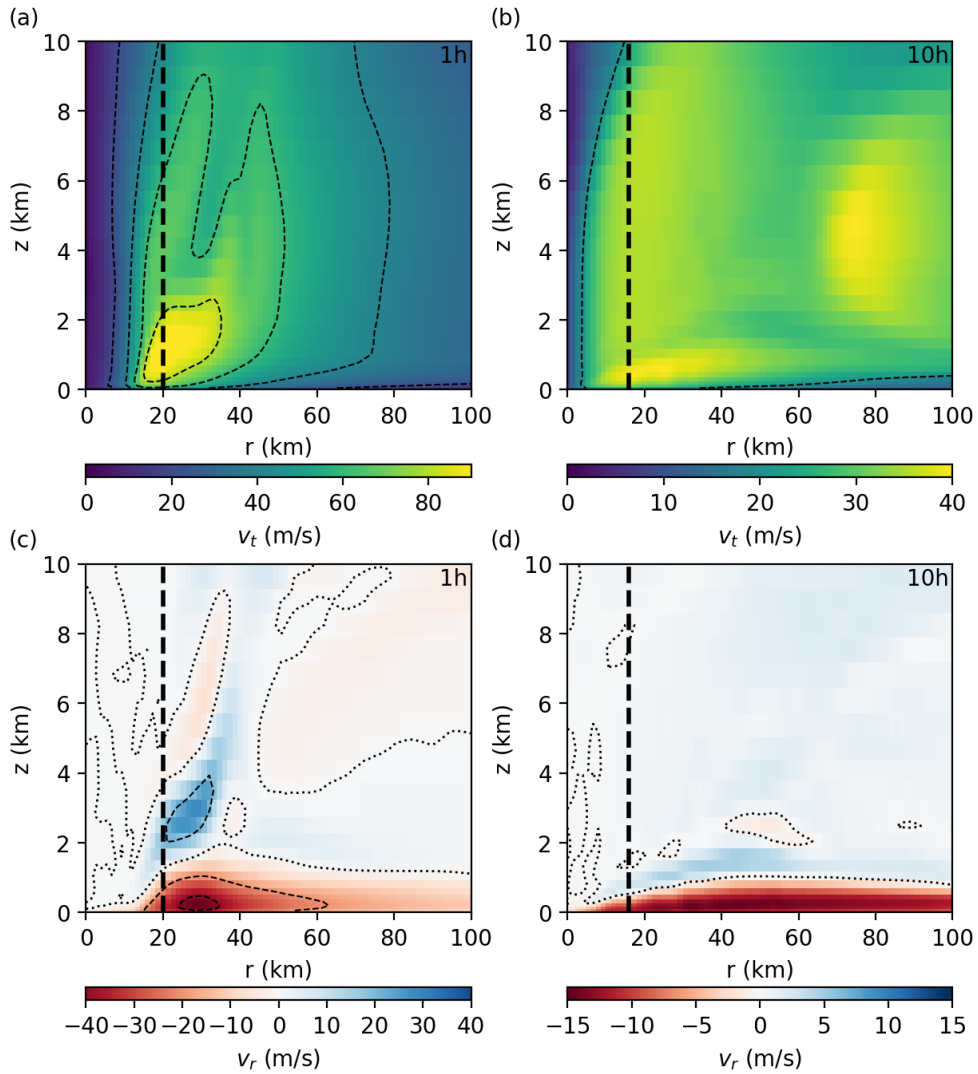 (a)
(b)
1h
10h
10
8
6
4
2
0
z (km)
0 20 40 60 80 100
r (km)
0 20 40 60 80
v_t (m/s)
10
8
6
4
2
0
z (km)
0 20 40 60 80 100
r (km)
0 10 20 30 40
v_t (m/s)
(c)
(d)
1h
10h
10
8
6
4
2
0
z (km)
0 20 40 60 80 100
r (km)
−40 −30 −20 −10 0 10 20 30 40
v_r (m/s)
10
8
6
4
2
0
z (km)
0 20 40 60 80 100
r (km)
−15 −10 −5 0 5 10 15
v_r (m/s)